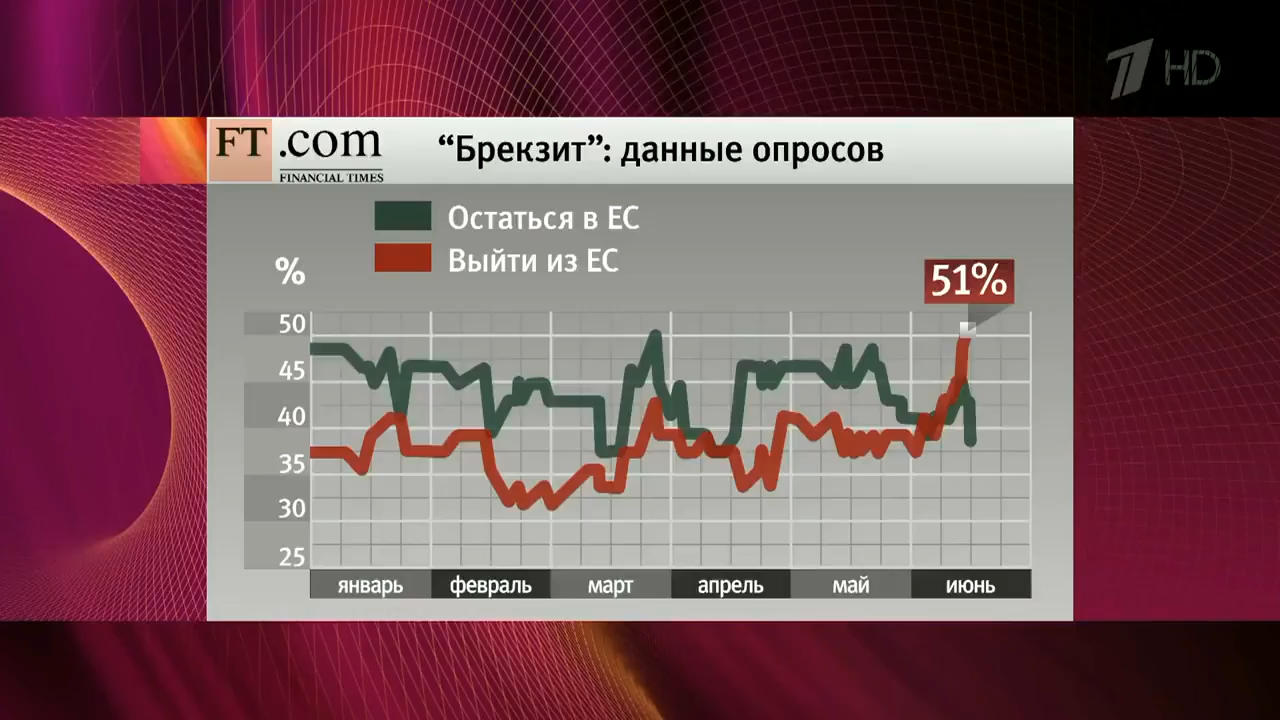 1 HD
FT.com
FINANCIAL TIMES
“Брекзит”: данные опросов
Остаться в ЕС
Выйти из ЕС
%
51%
50
45
40
35
30
25
январь февраль март апрель май июнь